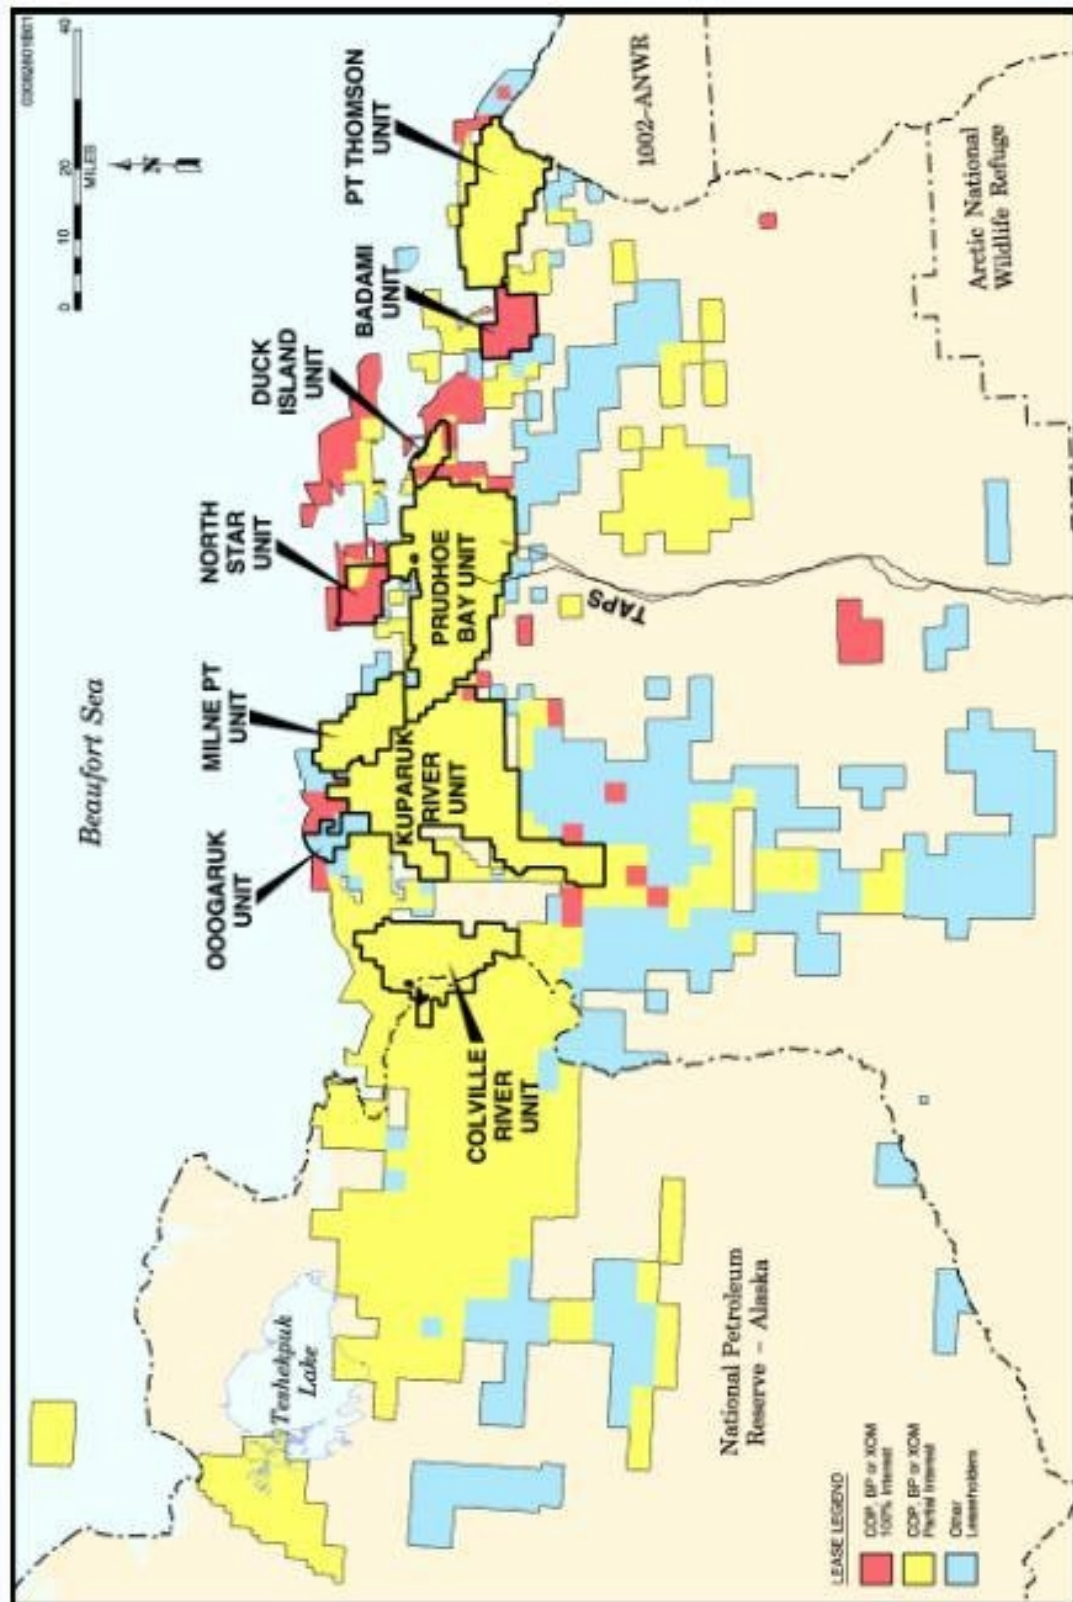 Beaufort Sea
0
10
20
40
MILES
N
OOOGARUK
UNIT
MILNE PT
UNIT
NORTH
STAR
UNIT
DUCK
ISLAND
UNIT
BADAMI
UNIT
PT THOMSON
UNIT
Teshekpuk
Lake
COLVILLE
RIVER
UNIT
KUPARUK
RIVER
UNIT
PRUDHOE
BAY UNIT
TAPS
1002-ANWR
Arctic National
Wildlife Refuge
National Petroleum
Reserve – Alaska
LEASE LEGEND
COP, BP or XOM
100% Interest
COP, BP or XOM
Partial Interest
Other
Leaseholders